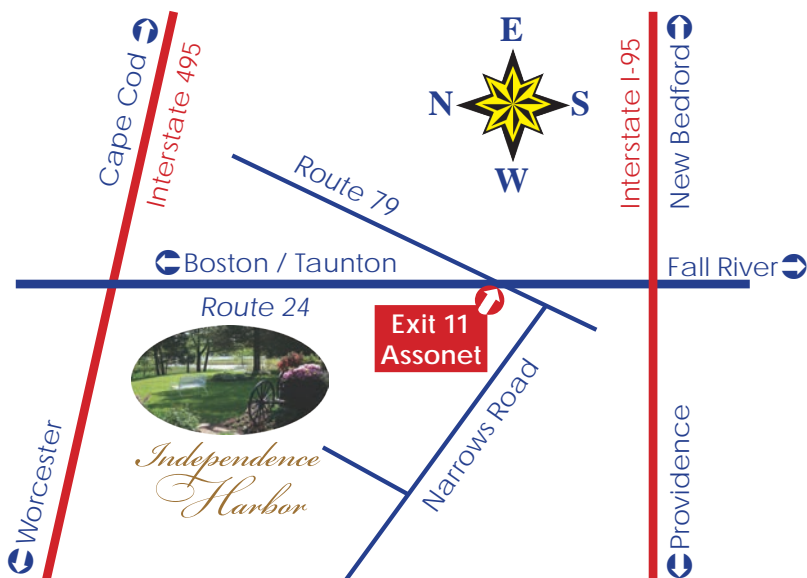 Cape Cod
Interstate 495
E
N
S
W
Interstate I-95
New Bedford
Route 79
Boston / Taunton
Fall River
Route 24
Exit 11
Assonet
Independence
Harbor
Narrows Road
Worcester
Providence